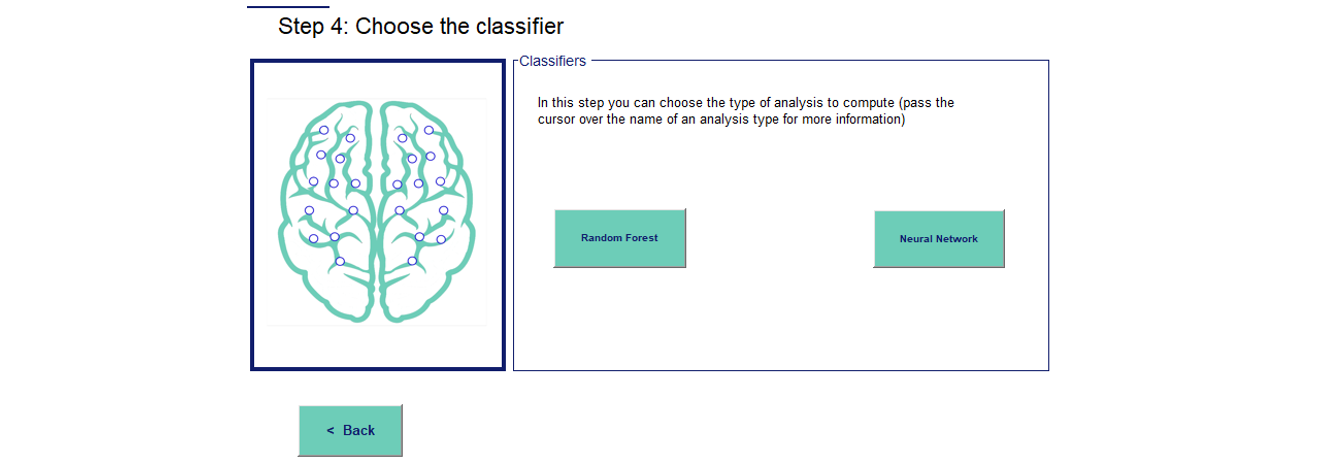 Step 4: Choose the classifier
Classifiers
In this step you can choose the type of analysis to compute (pass the
cursor over the name of an analysis type for more information)
Random Forest
Neural Network
< Back